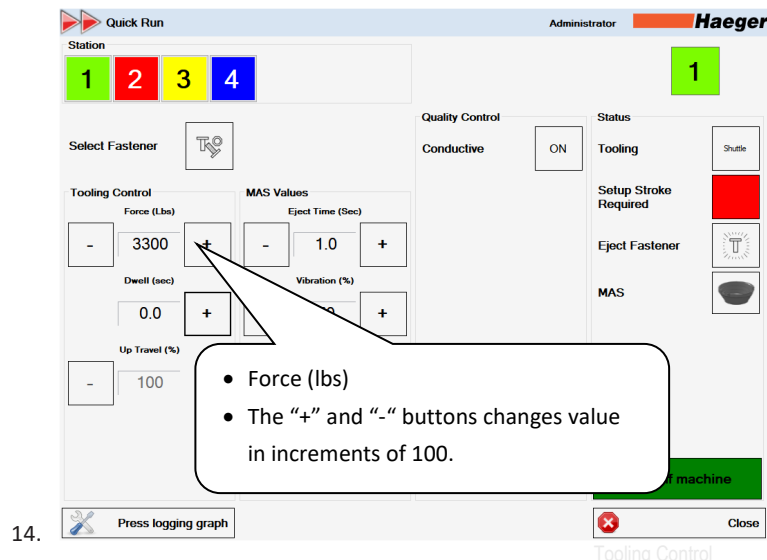 Quick Run
Administrator
Haeger
Station
1 2 3 4
1
Select Fastener
Quality Control
Conductive ON
Status
Tooling Shuttle
Setup Stroke
Required
Eject Fastener
MAS
Tooling Control
Force (Lbs)
- 3300 +
Dwell (sec)
0.0 +
Up Travel (%)
- 100
MAS Values
Eject Time (Sec)
- 1.0 +
Vibration (%)
+
• Force (lbs)
• The “+” and “-“ buttons changes value
in increments of 100.
machine
14.
Press logging graph
Close
Tooling Control